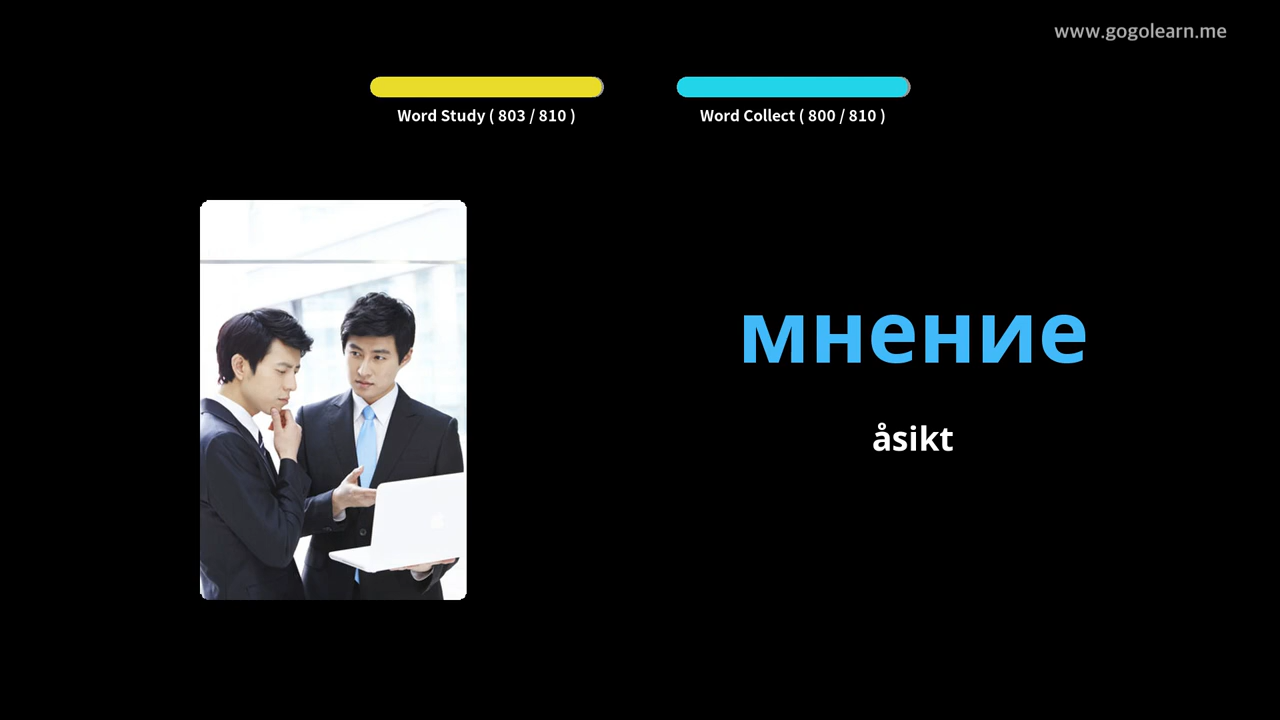 www.gogolearn.me
Word Study ( 803 / 810 )
Word Collect ( 800 / 810 )
мнение
åsikt